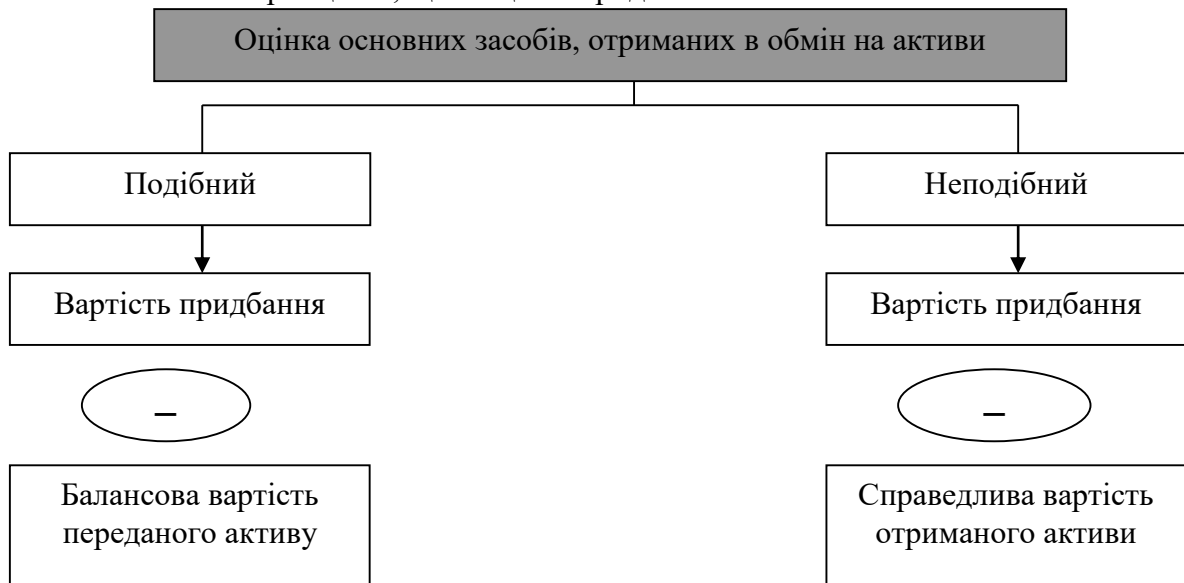 Оцінка основних засобів, отриманих в обмін на активи
Подібний
Неподібний
Вартість придбання
Вартість придбання
–
–
Балансова вартість
переданого активу
Справедлива вартість
отриманого активи